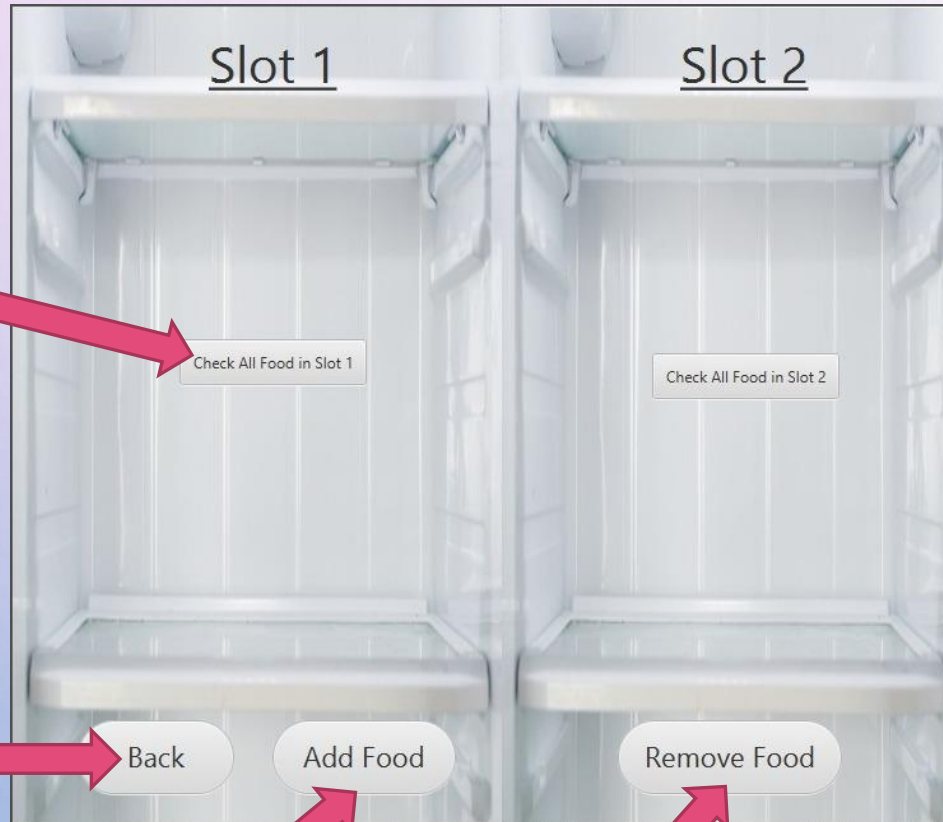 Slot 1
Slot 2
Check All Food in Slot 1
Check All Food in Slot 2
Back
Add Food
Remove Food